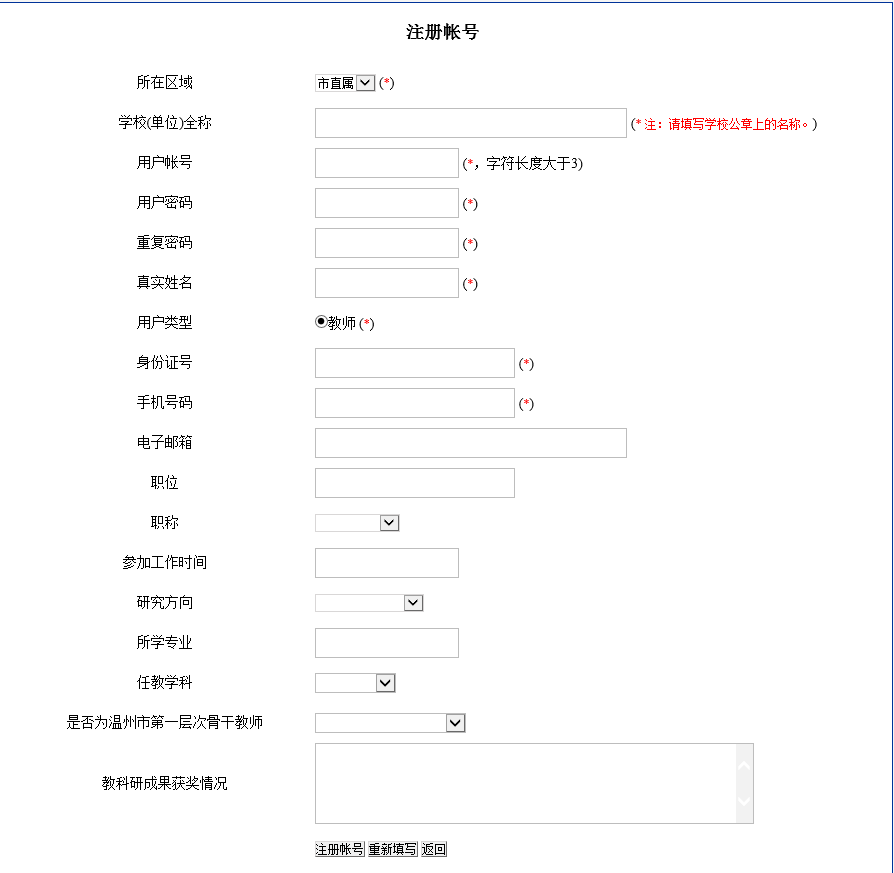 注册帐号
所在区域 市直属 (*)
学校(单位)全称 (* 注：请填写学校公章上的名称。)
用户帐号 (*，字符长度大于3)
用户密码 (*)
重复密码 (*)
真实姓名 (*)
用户类型 教师 (*)
身份证号 (*)
手机号码 (*)
电子邮箱
职位
职称
参加工作时间
研究方向
所学专业
任教学科
是否为温州市第一层次骨干教师
教科研成果获奖情况
注册帐号 重新填写 返回